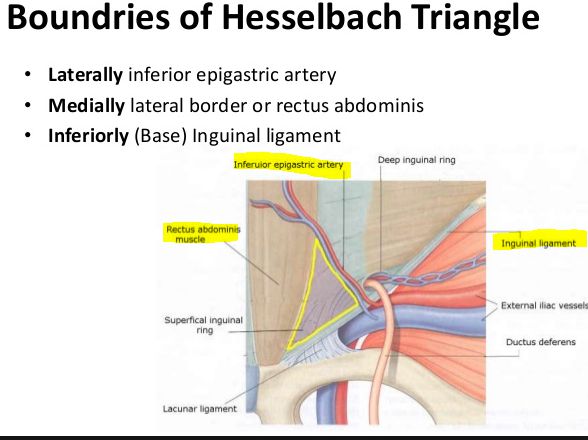 Boundries of Hesselbach Triangle
• Laterally inferior epigastric artery
• Medially lateral border or rectus abdominis
• Inferiorly (Base) Inguinal ligament
Inferuior epigastric artery
Deep inguinal ring
Rectus abdominis
muscle
Inguinal ligament
External iliac vessels
Superfical inguinal
ring
Ductus deferens
Lacunar ligament